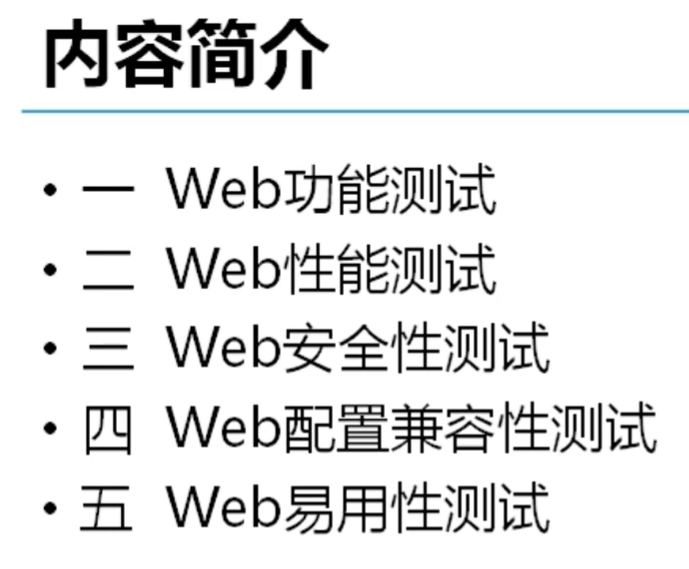 内容简介
• 一 Web功能测试
• 二 Web性能测试
• 三 Web安全性测试
• 四 Web配置兼容性测试
• 五 Web易用性测试